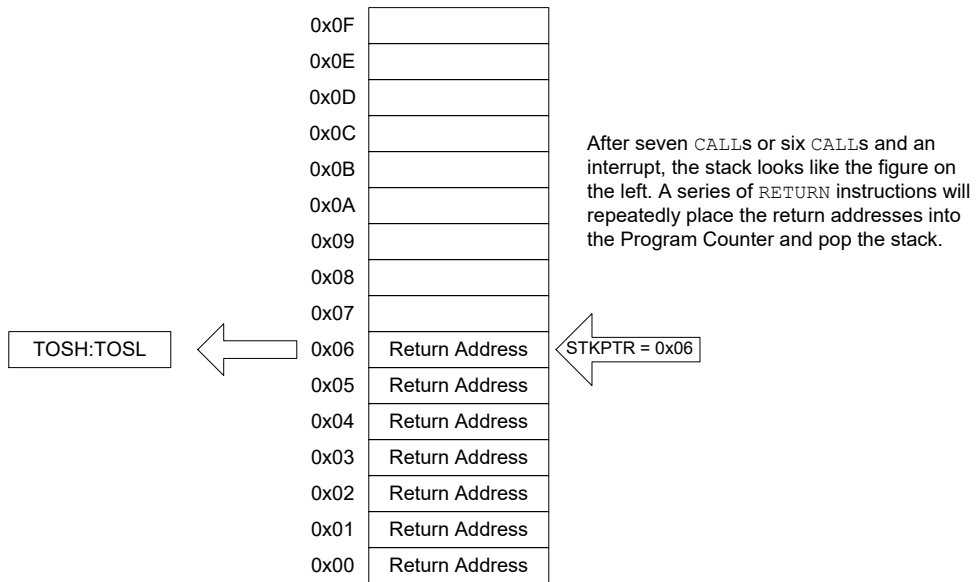 0x0F
0x0E
0x0D
0x0C
0x0B
0x0A
0x09
0x08
0x07
After seven CALLs or six CALLs and an
interrupt, the stack looks like the figure on
the left. A series of RETURN instructions will
repeatedly place the return addresses into
the Program Counter and pop the stack.
TOSH:TOSL
0x06 Return Address STKPTR = 0x06
0x05 Return Address
0x04 Return Address
0x03 Return Address
0x02 Return Address
0x01 Return Address
0x00 Return Address